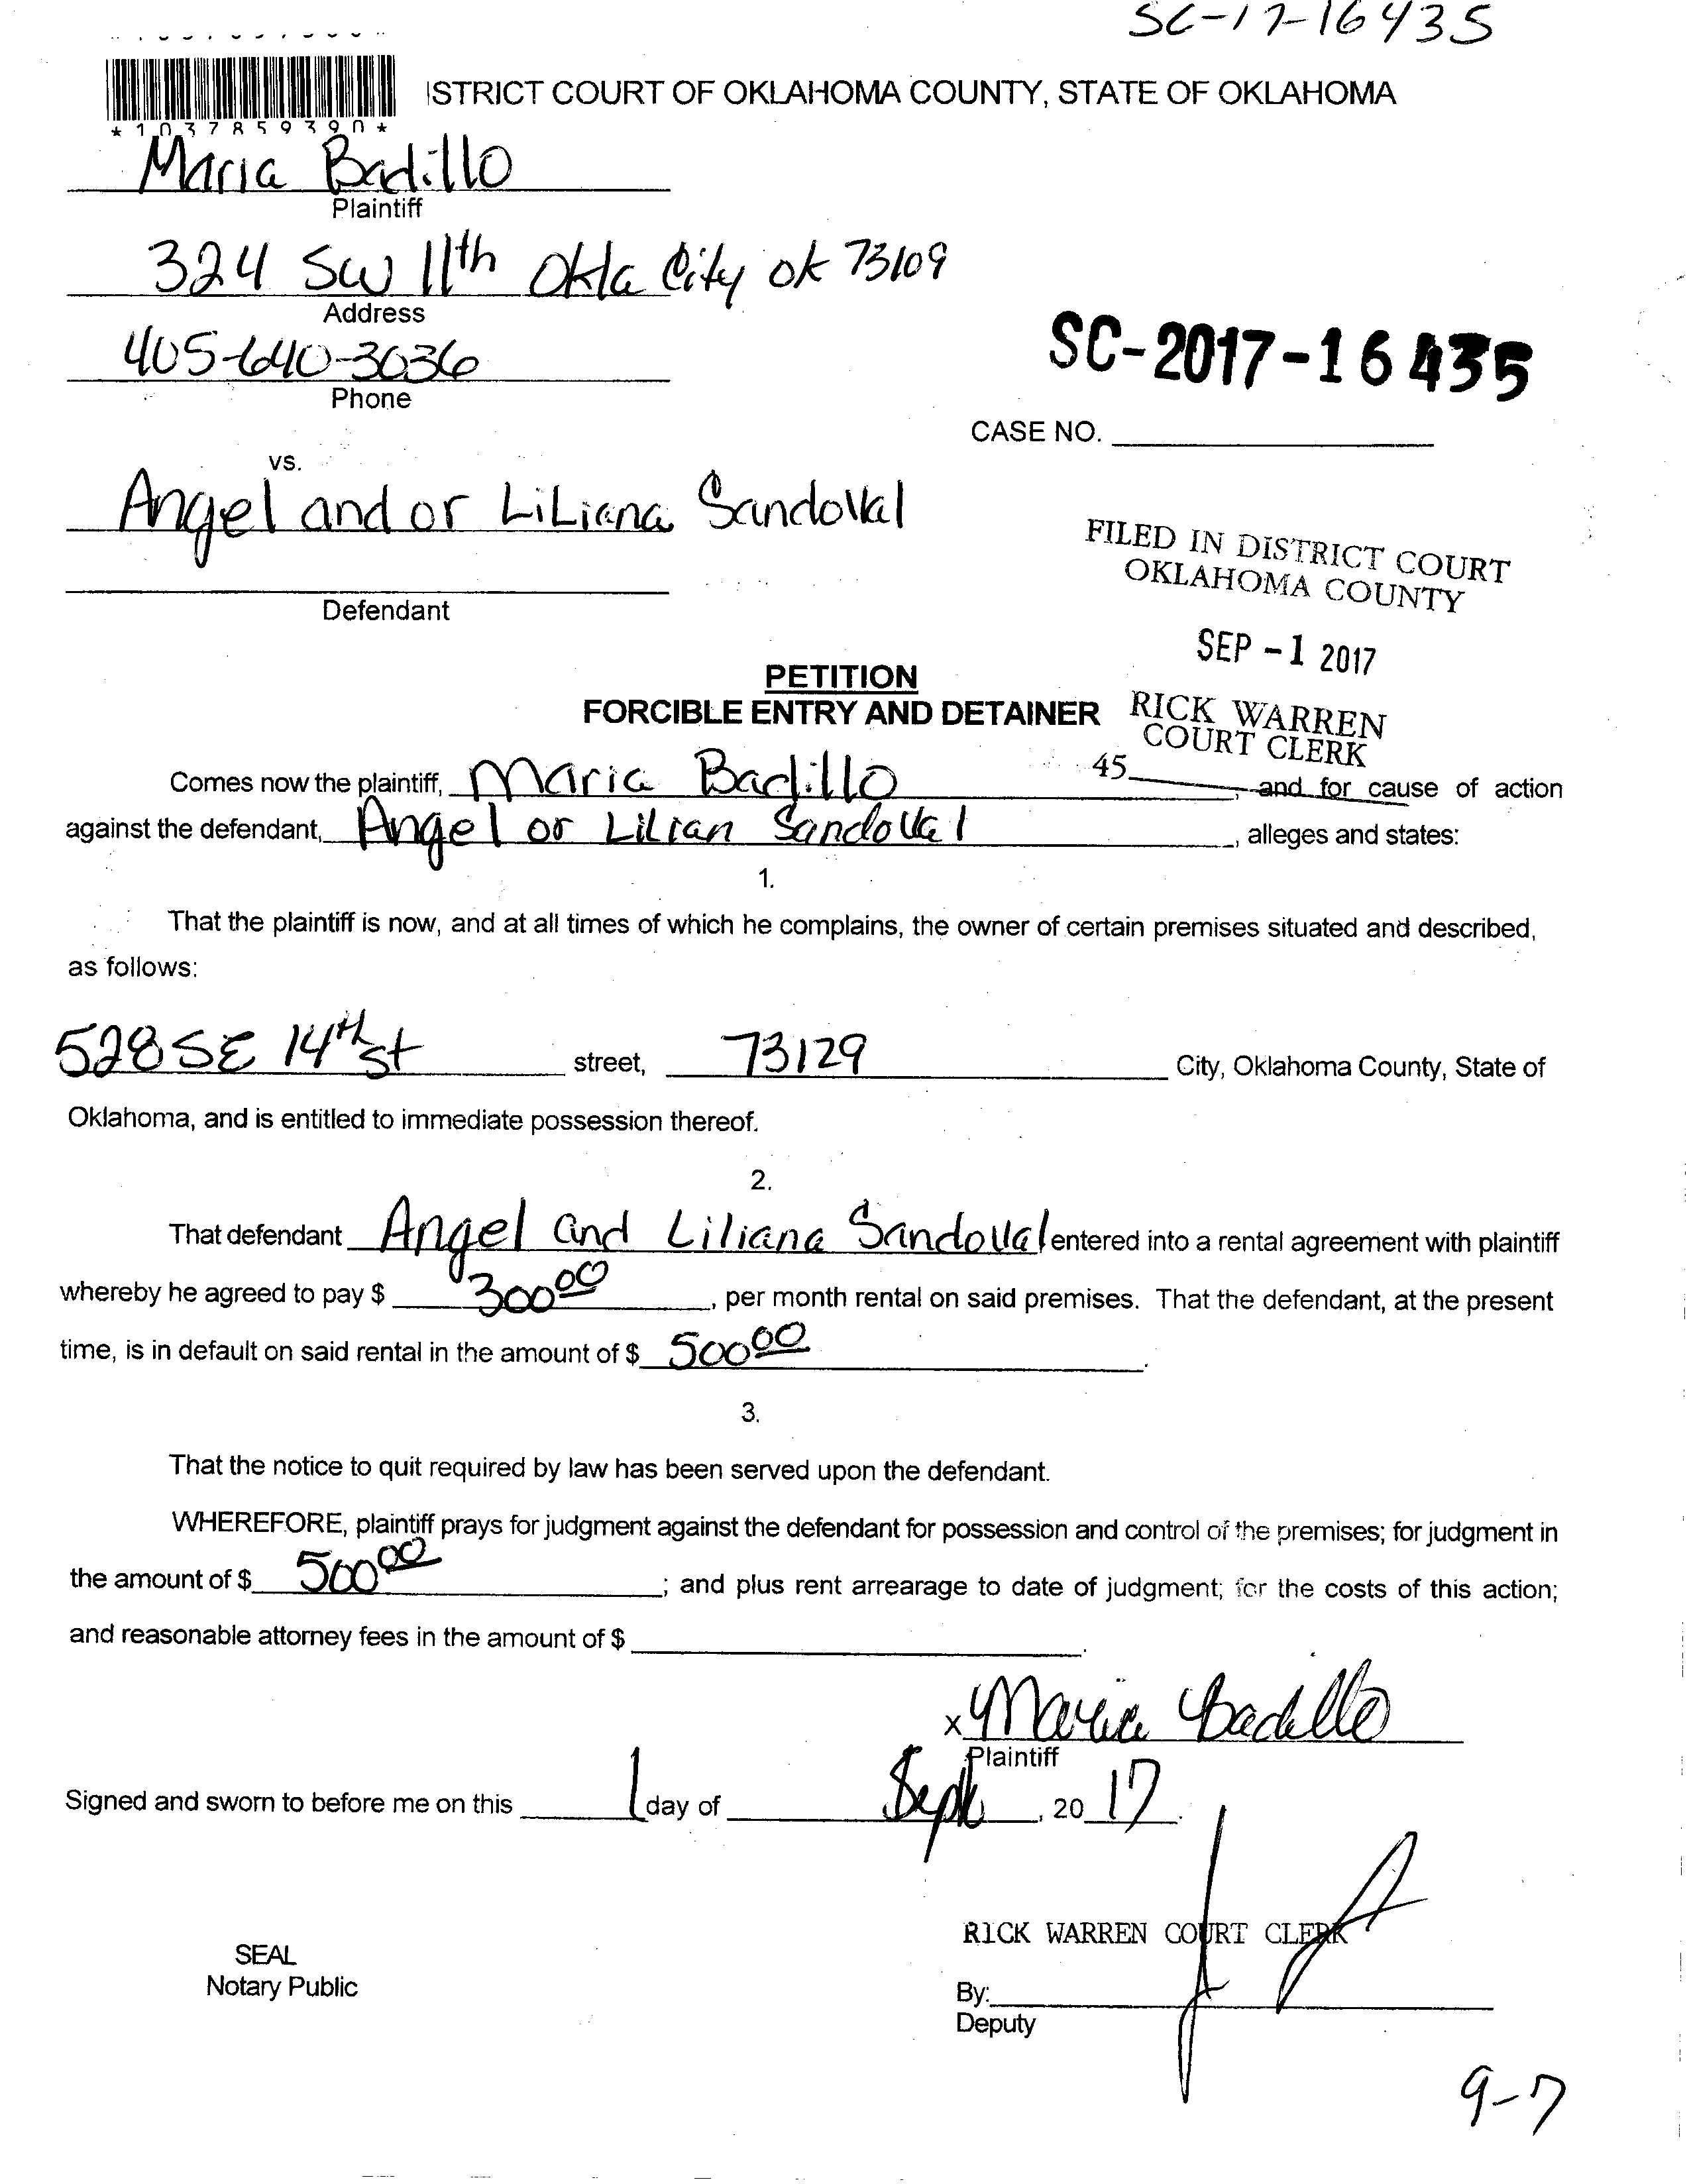 SC-17-16435
ISTRICT COURT OF OKLAHOMA COUNTY, STATE OF OKLAHOMA
*1037859390*
Maria Badillo
Plaintiff
324 SW 11th Okla City OK 73109
Address
405-640-3036
Phone
SC-2017-16435
CASE NO.
vs.
Angel and or LiLiana Sandoval
Defendant
FILED IN DISTRICT COURT
OKLAHOMA COUNTY
SEP -1 2017
RICK WARREN
COURT CLERK
45
PETITION
FORCIBLE ENTRY AND DETAINER
Comes now the plaintiff, Maria Badillo, and for cause of action
against the defendant, Angel or Lilian Sandoval, alleges and states:
1.
That the plaintiff is now, and at all times of which he complains, the owner of certain premises situated and described,
as follows:
528 SE 14th st street, 73129 City, Oklahoma County, State of
Oklahoma, and is entitled to immediate possession thereof.
2.
That defendant Angel and Liliana Sandoval entered into a rental agreement with plaintiff
whereby he agreed to pay $ 300 00, per month rental on said premises. That the defendant, at the present
time, is in default on said rental in the amount of $ 500 00.
3.
That the notice to quit required by law has been served upon the defendant.
WHEREFORE, plaintiff prays for judgment against the defendant for possession and control of the premises; for judgment in
the amount of $ 500 00; and plus rent arrearage to date of judgment; for the costs of this action;
and reasonable attorney fees in the amount of $ .
x Maria Badillo
Plaintiff
Signed and sworn to before me on this 1 day of Sept, 20 17.
RICK WARREN COURT CLERK
SEAL
Notary Public
By:
Deputy
9-7